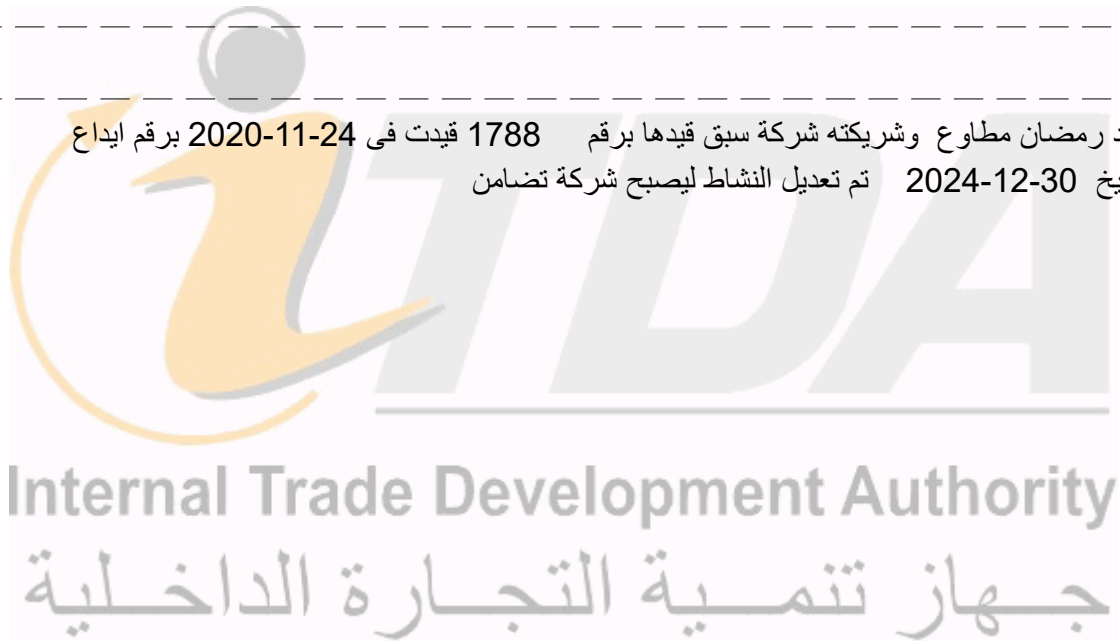 رمضان مطاوع وشريكته شركة سبق قيدها برقم 1788 قيدت فى 24-11-2020 برقم ايداع
30-12-2024 تم تعديل النشاط ليصبح شركة تضامن
iTDA
Internal Trade Development Authority
جهاز تنمية التجارة الداخلية